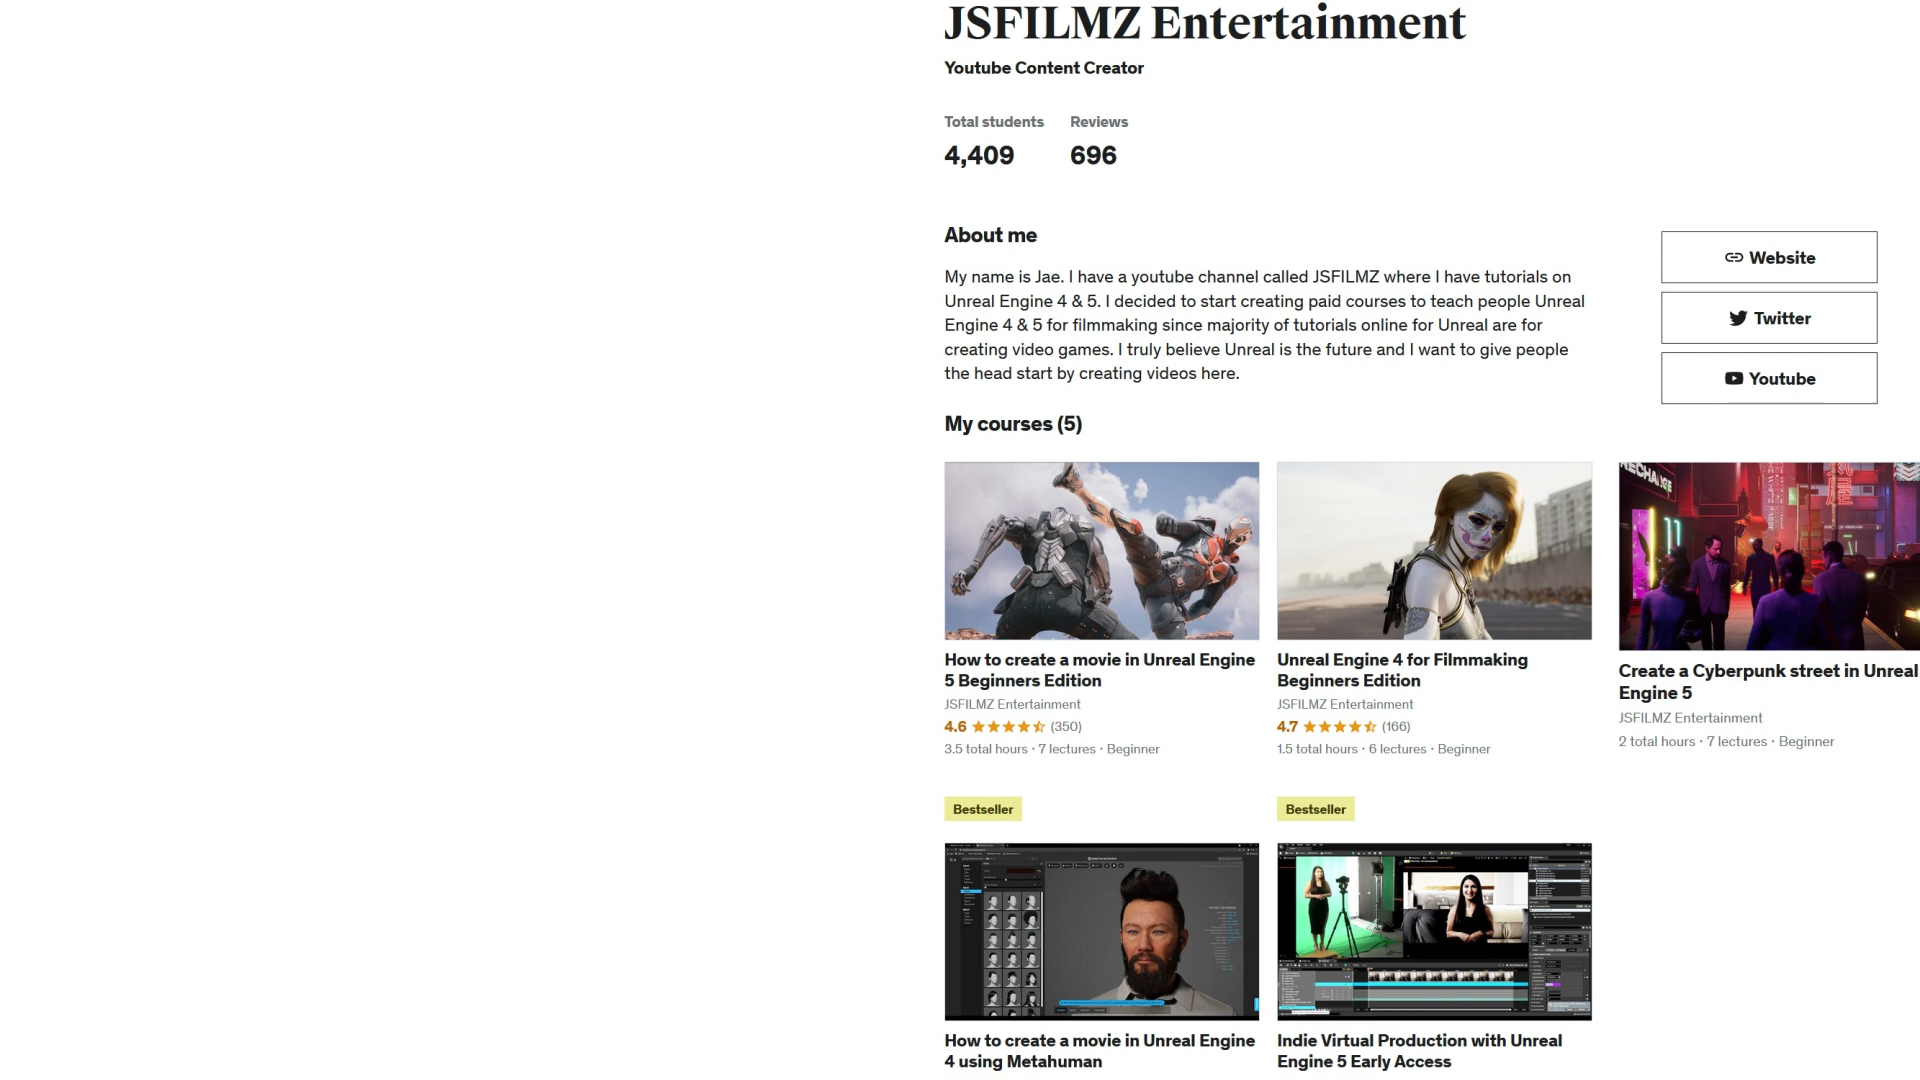 JSFILMZ Entertainment
Youtube Content Creator
Total students
Reviews
4,409
696
About me
My name is Jae. I have a youtube channel called JSFILMZ where I have tutorials on
Unreal Engine 4 & 5. I decided to start creating paid courses to teach people Unreal
Engine 4 & 5 for filmmaking since majority of tutorials online for Unreal are for
creating video games. I truly believe Unreal is the future and I want to give people
the head start by creating videos here.
Website
Twitter
Youtube
My courses (5)
How to create a movie in Unreal Engine
5 Beginners Edition
JSFILMZ Entertainment
4.6 (350)
3.5 total hours · 7 lectures · Beginner
Bestseller
Unreal Engine 4 for Filmmaking
Beginners Edition
JSFILMZ Entertainment
4.7 (166)
1.5 total hours · 6 lectures · Beginner
Bestseller
Create a Cyberpunk street in Unreal
Engine 5
JSFILMZ Entertainment
2 total hours · 7 lectures · Beginner
How to create a movie in Unreal Engine
4 using Metahuman
Indie Virtual Production with Unreal
Engine 5 Early Access